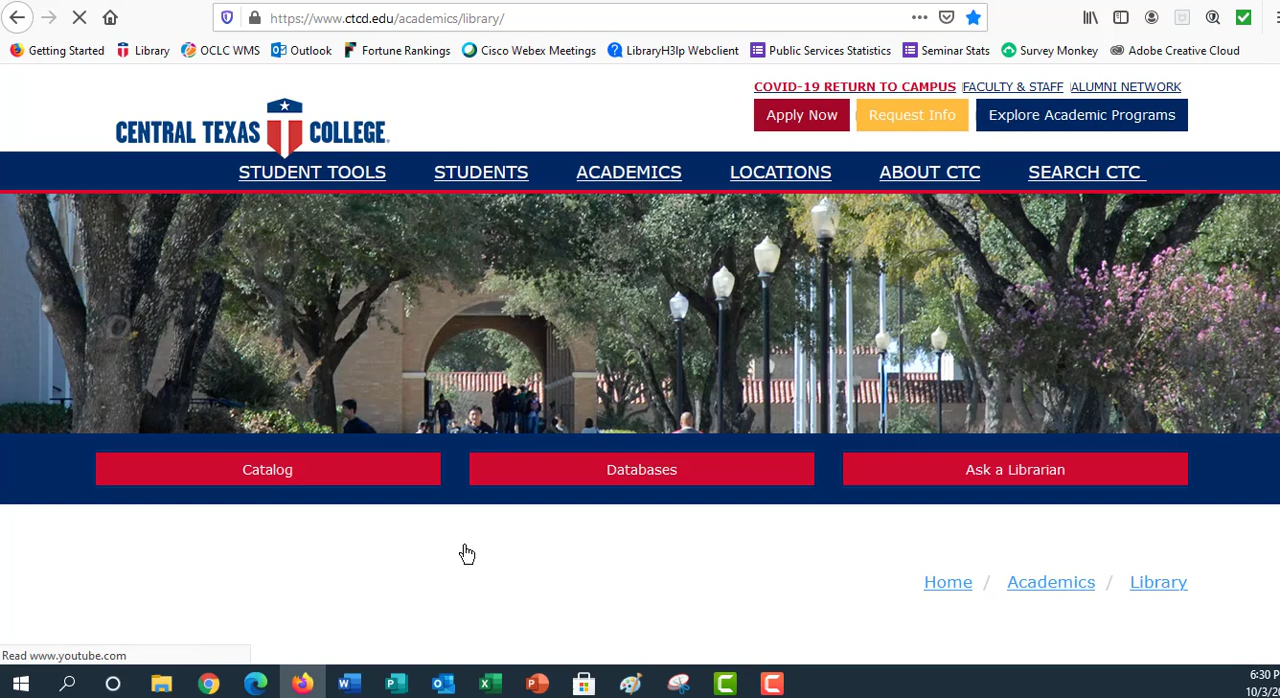 https://www.ctcd.edu/academics/library/
Getting Started Library OCLC WMS Outlook Fortune Rankings Cisco Webex Meetings LibraryH3lp Webclient Public Services Statistics Seminar Stats Survey Monkey Adobe Creative Cloud
COVID-19 RETURN TO CAMPUS FACULTY & STAFF ALUMNI NETWORK
Apply Now Request Info Explore Academic Programs
CENTRAL TEXAS COLLEGE
STUDENT TOOLS STUDENTS ACADEMICS LOCATIONS ABOUT CTC SEARCH CTC
Catalog Databases Ask a Librarian
Home / Academics / Library
Read www.youtube.com
6:30 P
10/3/2